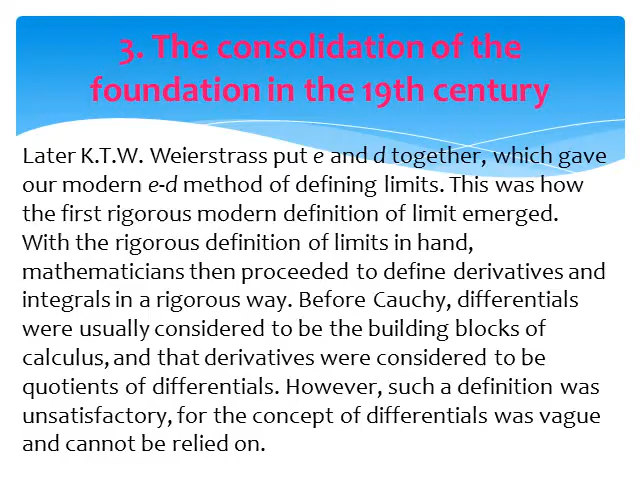 3. The consolidation of the
foundation in the 19th century
Later K.T.W. Weierstrass put e and d together, which gave
our modern e-d method of defining limits. This was how
the first rigorous modern definition of limit emerged.
With the rigorous definition of limits in hand,
mathematicians then proceeded to define derivatives and
integrals in a rigorous way. Before Cauchy, differentials
were usually considered to be the building blocks of
calculus, and that derivatives were considered to be
quotients of differentials. However, such a definition was
unsatisfactory, for the concept of differentials was vague
and cannot be relied on.